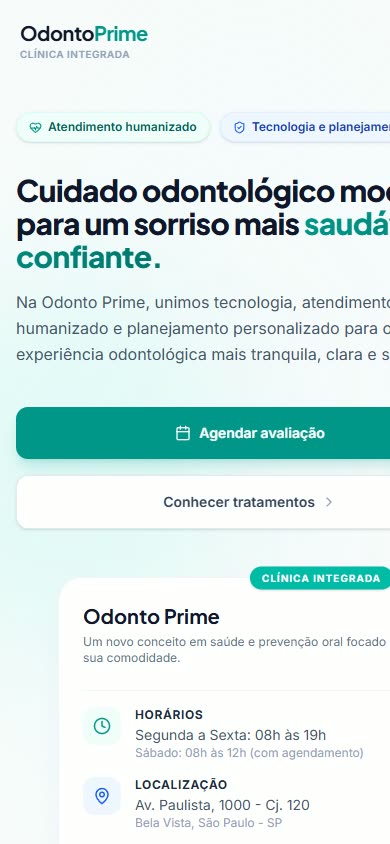 OdontoPrime
CLÍNICA INTEGRADA
Atendimento humanizado
Tecnologia e
Cuidado odontológico
para um sorriso mais
confiante.
Na Odonto Prime, unimos tecnologia, atendimento
humanizado e planejamento personalizado para
experiência odontológica mais tranquila, clara e
Agendar avaliação
Conhecer tratamentos
CLÍNICA INTEGRADA
Odonto Prime
Um novo conceito em saúde e prevenção oral focado
sua comodidade.
HORÁRIOS
Segunda a Sexta: 08h às 19h
Sábado: 08h às 12h (com agendamento)
LOCALIZAÇÃO
Av. Paulista, 1000 - Cj. 120
Bela Vista, São Paulo - SP